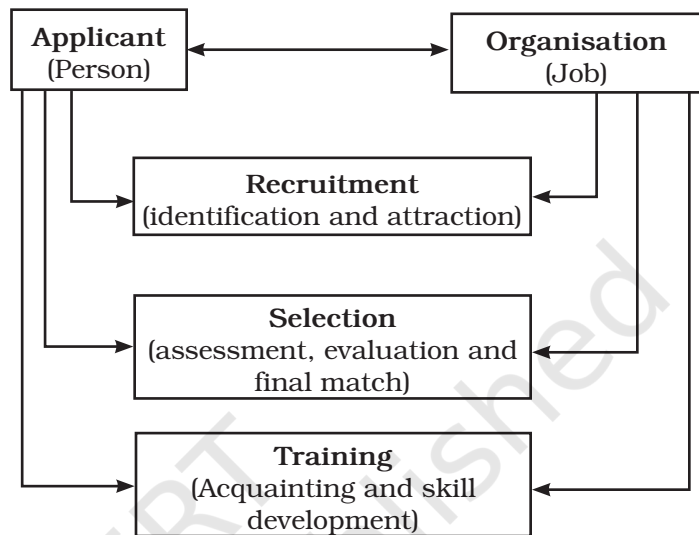 Applicant
(Person)
Organisation
(Job)
Recruitment
(identification and attraction)
Selection
(assessment, evaluation and
final match)
Training
(Acquainting and skill
development)